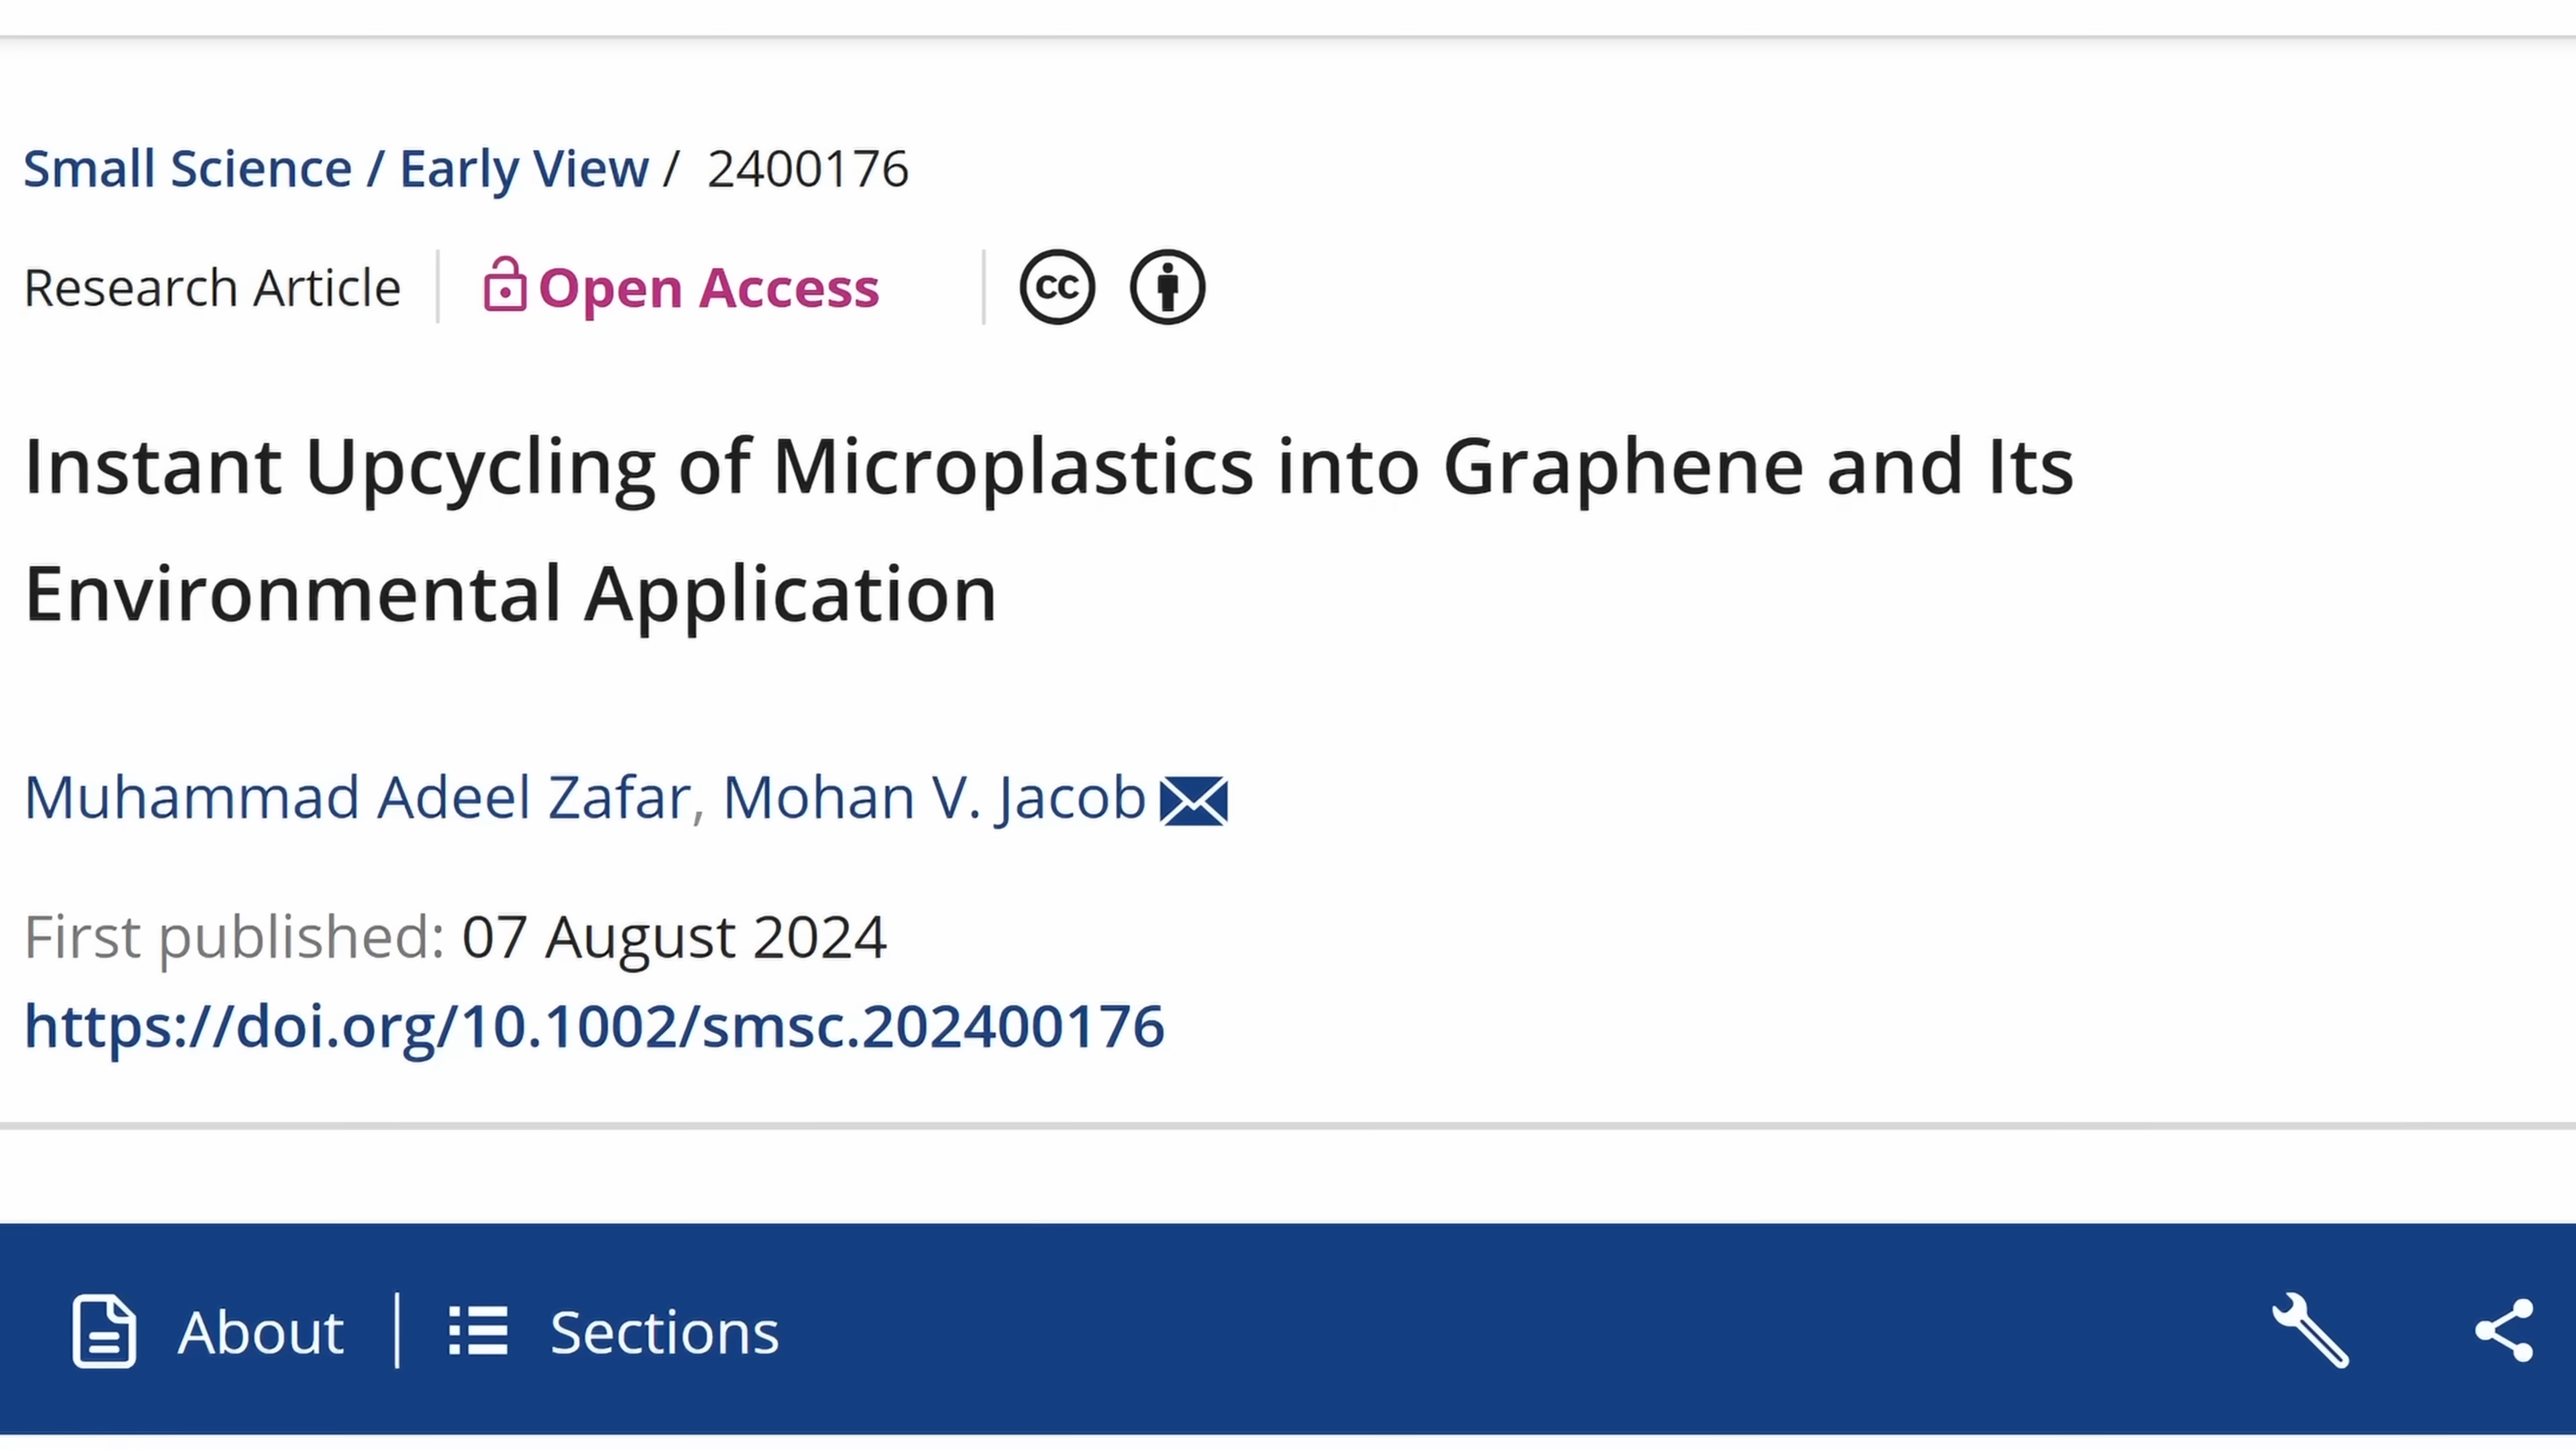 Small Science / Early View / 2400176
Research Article Open Access cc
Instant Upcycling of Microplastics into Graphene and Its
Environmental Application
Muhammad Adeel Zafar, Mohan V. Jacob
First published: 07 August 2024
https://doi.org/10.1002/smsc.202400176
About Sections